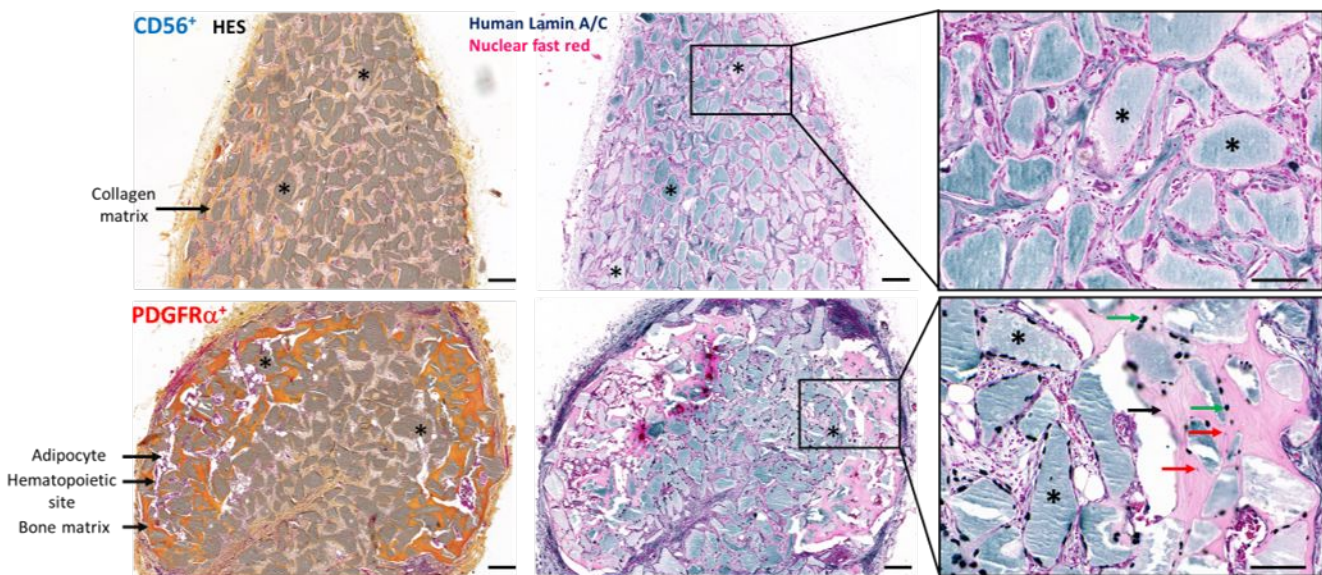 CD56⁺ HES
Human Lamin A/C
Nuclear fast red
*
*
*
*
*
*
*
Collagen
matrix
PDGFRα⁺
*
*
*
*
*
Adipocyte
Hematopoietic
site
Bone matrix